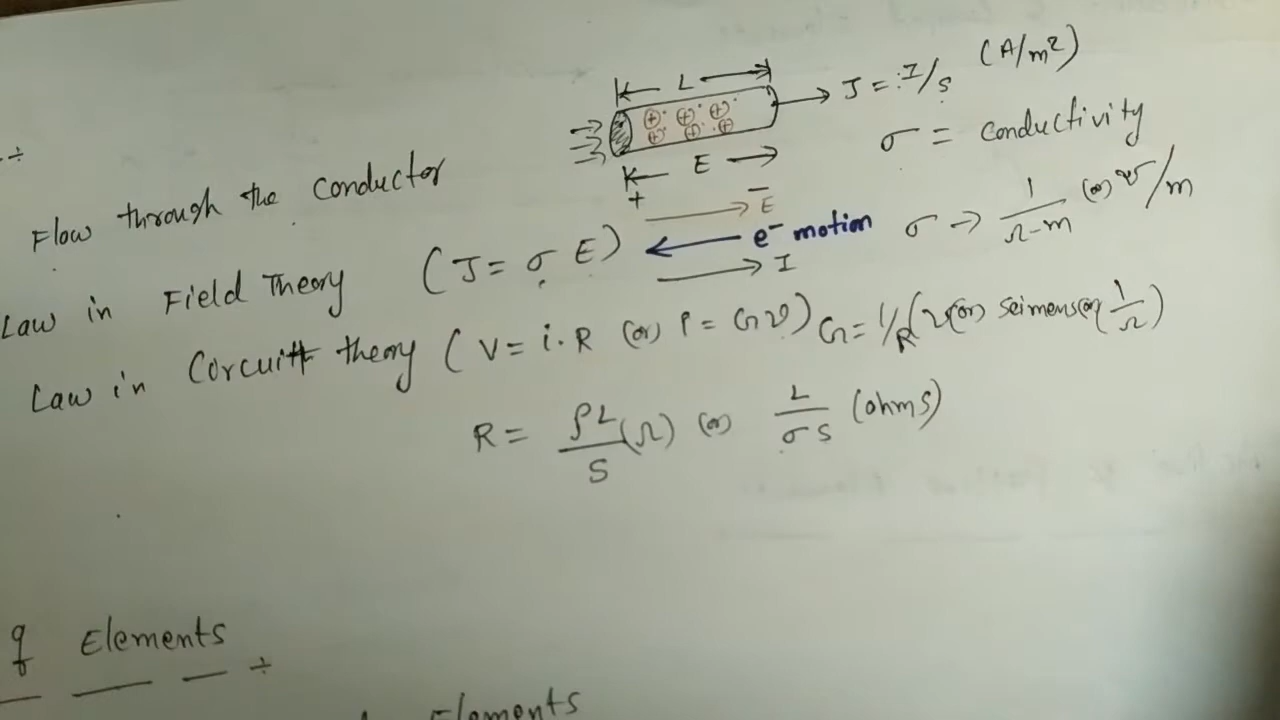 L
J = I/s (A/m²)
÷
σ = conductivity
E
+
Flow through the conductor
Ē
e⁻ motion
σ → 1/Ω-m (or) ℧/m
Law in Field Theory (J = σ E)
I
Law in Corcuitt theory (V = i.R (or) i = Gv) G = 1/R (℧(or) Seimens(or) 1/Ω)
R = ρL/S (Ω) (or) L/σs (ohms)
Elements ÷
Elements